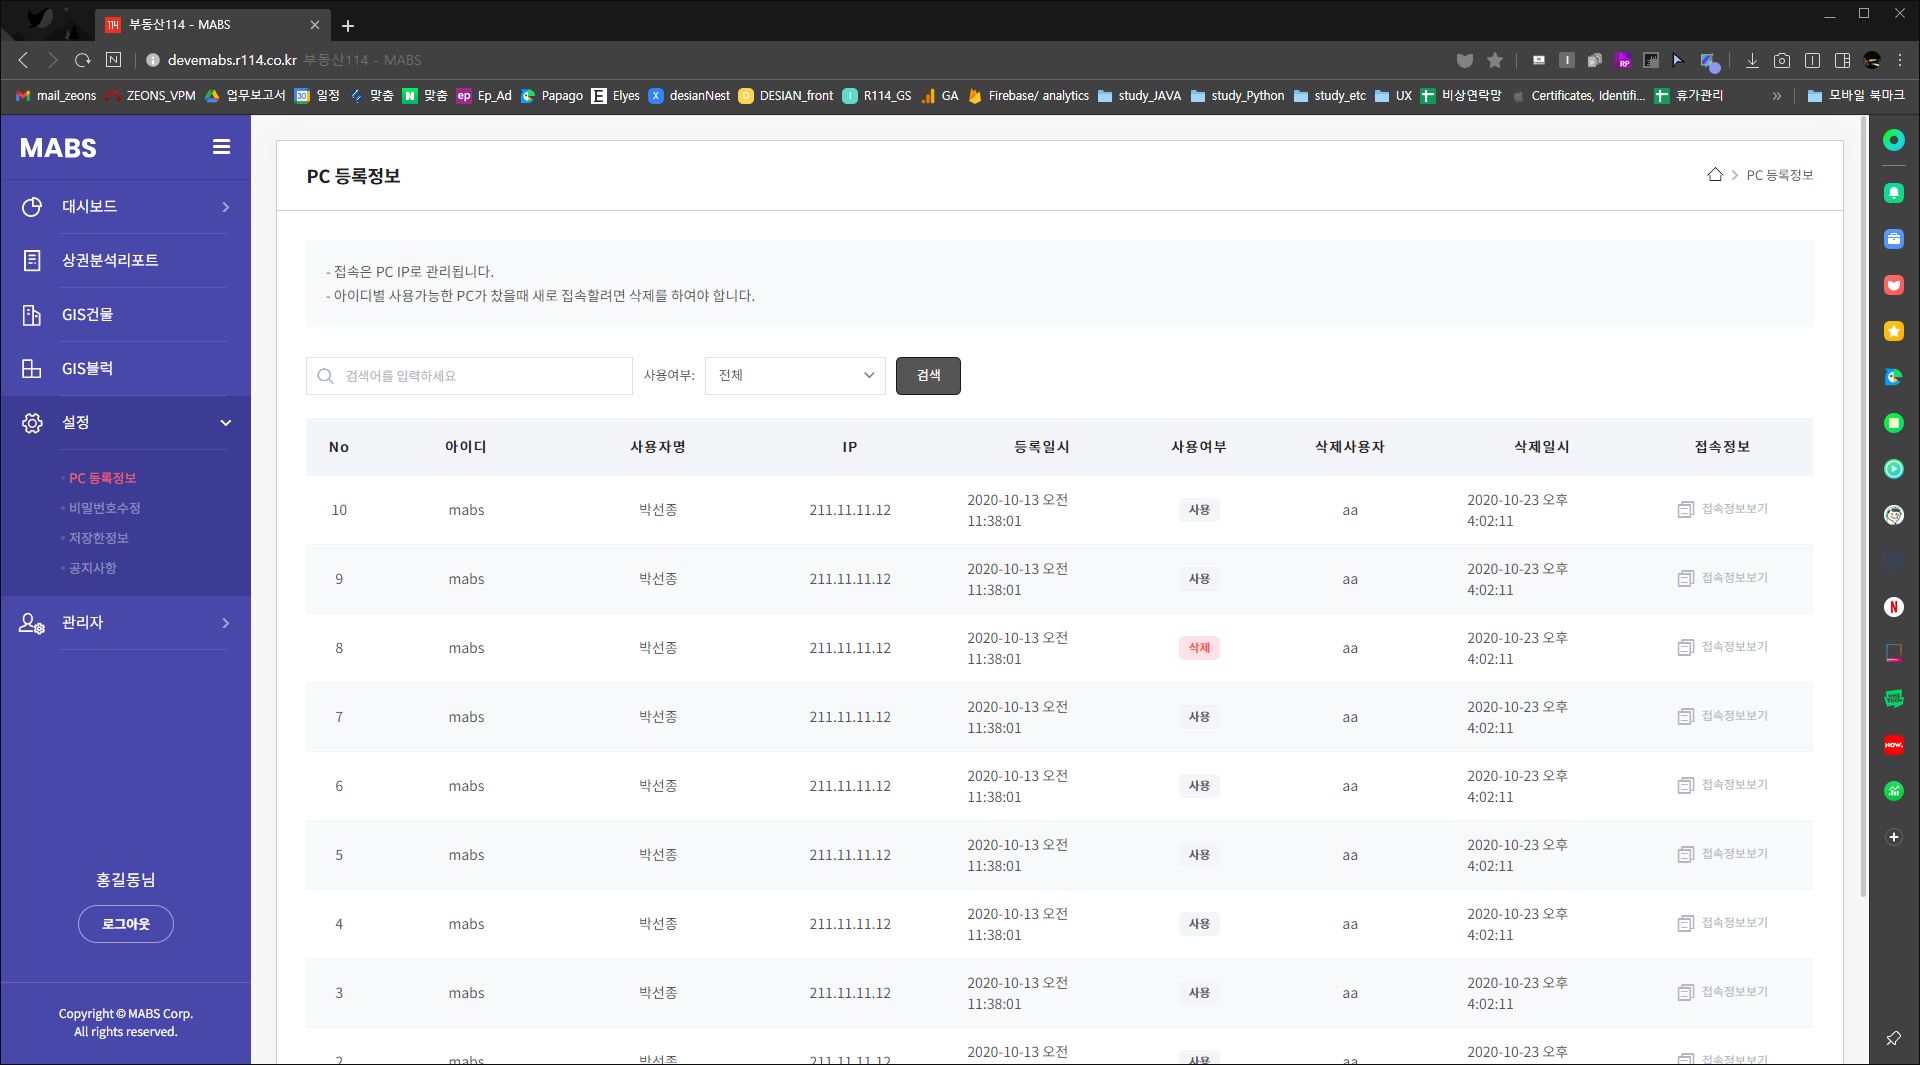 부동산114 - MABS
devemabs.r114.co.kr 부동산114 - MABS
mail_zeons ZEONS_VPM 업무보고서 일정 맞춤 맞춤 Ep_Ad Papago Elyes desianNest DESIAN_front R114_GS GA Firebase/ analytics study_JAVA study_Python study_etc UX 비상연락망 Certificates, Identifi... 휴가관리 » 모바일 북마크
MABS
대시보드
상권분석리포트
GIS건물
GIS블럭
설정
PC 등록정보
비밀번호수정
저장한정보
공지사항
관리자
홍길동님
로그아웃
Copyright © MABS Corp.
All rights reserved.
PC 등록정보
PC 등록정보
- 접속은 PC IP로 관리됩니다.
- 아이디별 사용가능한 PC가 찼을때 새로 접속할려면 삭제를 하여야 합니다.
검색어를 입력하세요 사용여부: 전체 검색
No 아이디 사용자명 IP 등록일시 사용여부 삭제사용자 삭제일시 접속정보
10 mabs 박선종 211.11.11.12 2020-10-13 오전 11:38:01 사용 aa 2020-10-23 오후 4:02:11 접속정보보기
9 mabs 박선종 211.11.11.12 2020-10-13 오전 11:38:01 사용 aa 2020-10-23 오후 4:02:11 접속정보보기
8 mabs 박선종 211.11.11.12 2020-10-13 오전 11:38:01 삭제 aa 2020-10-23 오후 4:02:11 접속정보보기
7 mabs 박선종 211.11.11.12 2020-10-13 오전 11:38:01 사용 aa 2020-10-23 오후 4:02:11 접속정보보기
6 mabs 박선종 211.11.11.12 2020-10-13 오전 11:38:01 사용 aa 2020-10-23 오후 4:02:11 접속정보보기
5 mabs 박선종 211.11.11.12 2020-10-13 오전 11:38:01 사용 aa 2020-10-23 오후 4:02:11 접속정보보기
4 mabs 박선종 211.11.11.12 2020-10-13 오전 11:38:01 사용 aa 2020-10-23 오후 4:02:11 접속정보보기
3 mabs 박선종 211.11.11.12 2020-10-13 오전 11:38:01 사용 aa 2020-10-23 오후 4:02:11 접속정보보기
2 mabs 박선종 211.11.11.12 2020-10-13 오전 사용 aa 2020-10-23 오후 접속정보보기